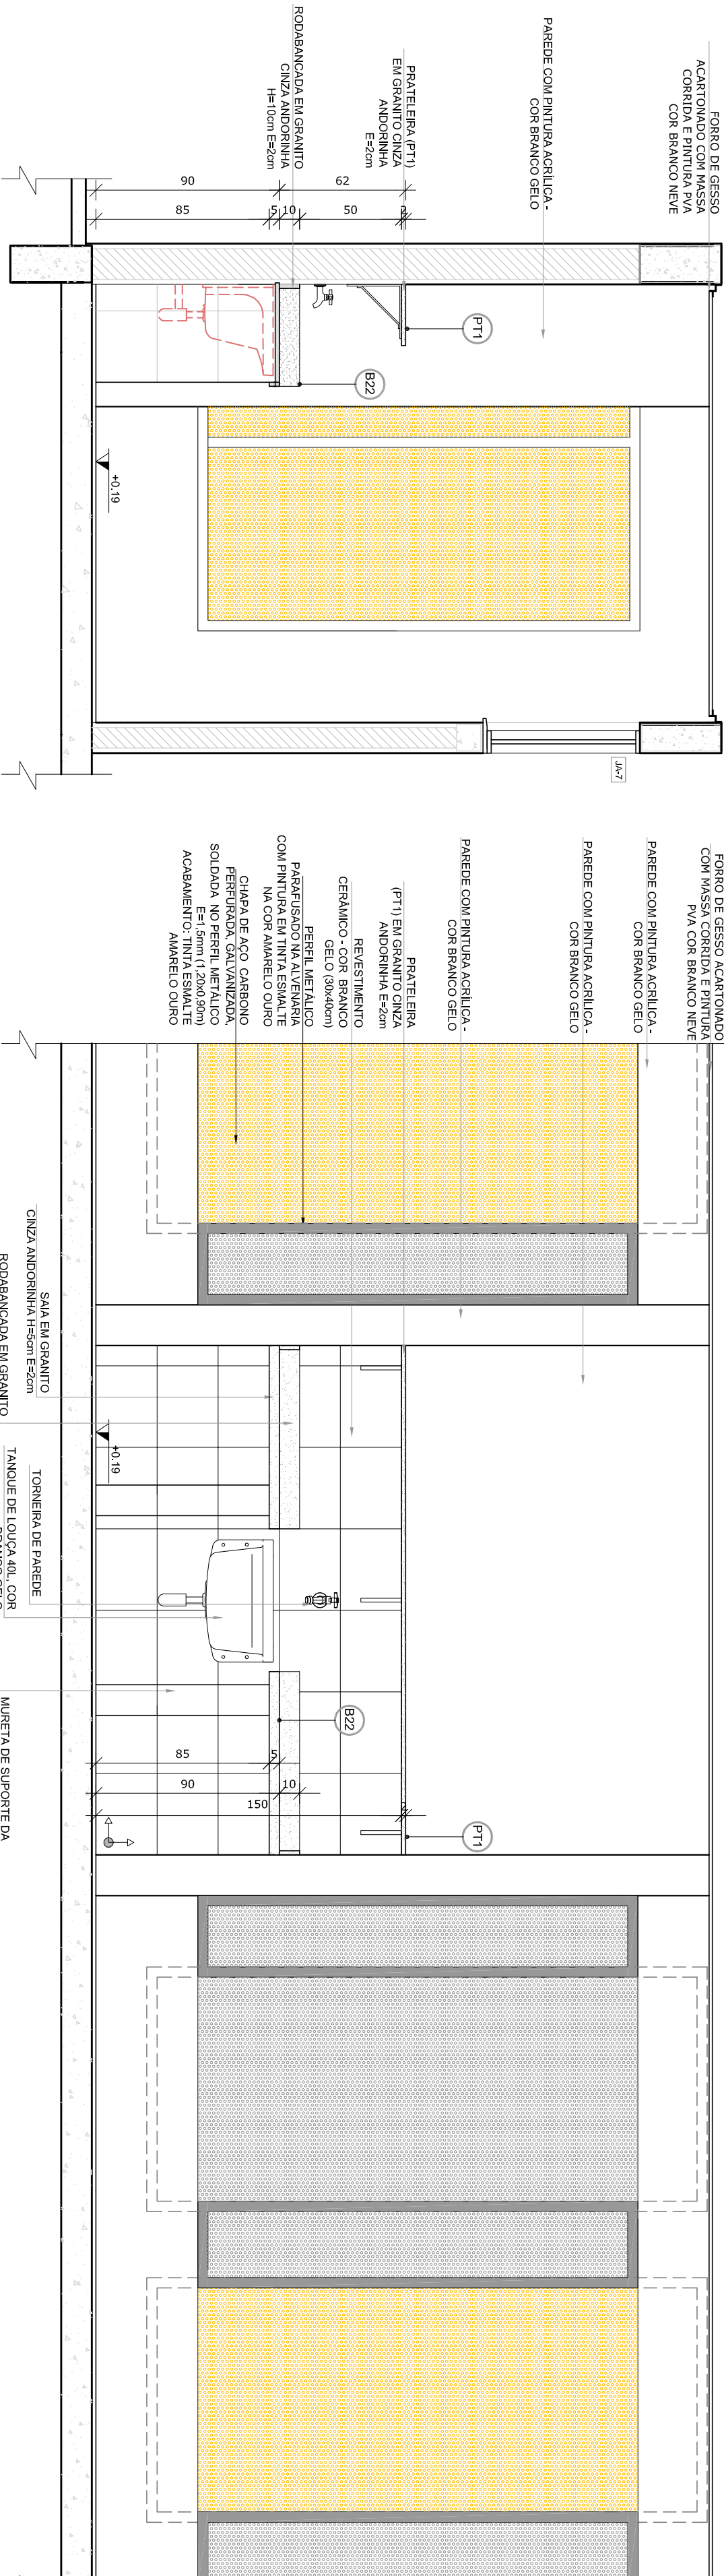 FORRO DE GESSO
ACARTONADO COM MASSA
CORRIDA E PINTURA PVA
COR BRANCO NEVE
PAREDE COM PINTURA ACRÍLICA -
COR BRANCO GELO
PRATELEIRA (PT1)
EM GRANITO CINZA
ANDORINHA
E=2cm
RODABANCADA EM GRANITO
CINZA ANDORINHA
H=10cm E=2cm
90
62
85
5
10
50
2
PT1
B22
+0.19
JA-7
FORRO DE GESSO ACARTONADO
COM MASSA CORRIDA E PINTURA
PVA COR BRANCO NEVE
PAREDE COM PINTURA ACRÍLICA -
COR BRANCO GELO
PAREDE COM PINTURA ACRÍLICA -
COR BRANCO GELO
PAREDE COM PINTURA ACRÍLICA -
COR BRANCO GELO
PRATELEIRA
(PT1) EM GRANITO CINZA
ANDORINHA E=2cm
REVESTIMENTO
CERÂMICO - COR BRANCO
GELO (30x40cm)
PERFIL METÁLICO
PARAFUSADO NA ALVENARIA
COM PINTURA EM TINTA ESMALTE
NA COR AMARELO OURO
CHAPA DE AÇO CARBONO
PERFURADA, GALVANIZADA,
SOLDADA NO PERFIL METÁLICO
E=1,5mm (1,20x0,90m)
ACABAMENTO: TINTA ESMALTE
AMARELO OURO
SAIA EM GRANITO
CINZA ANDORINHA H=5cm E=2cm
RODABANCADA EM GRANITO
+0.19
TORNEIRA DE PAREDE
TANQUE DE LOUÇA 40L, COR
MURETA DE SUPORTE DA
B22
85
5
90
10
150
2
PT1